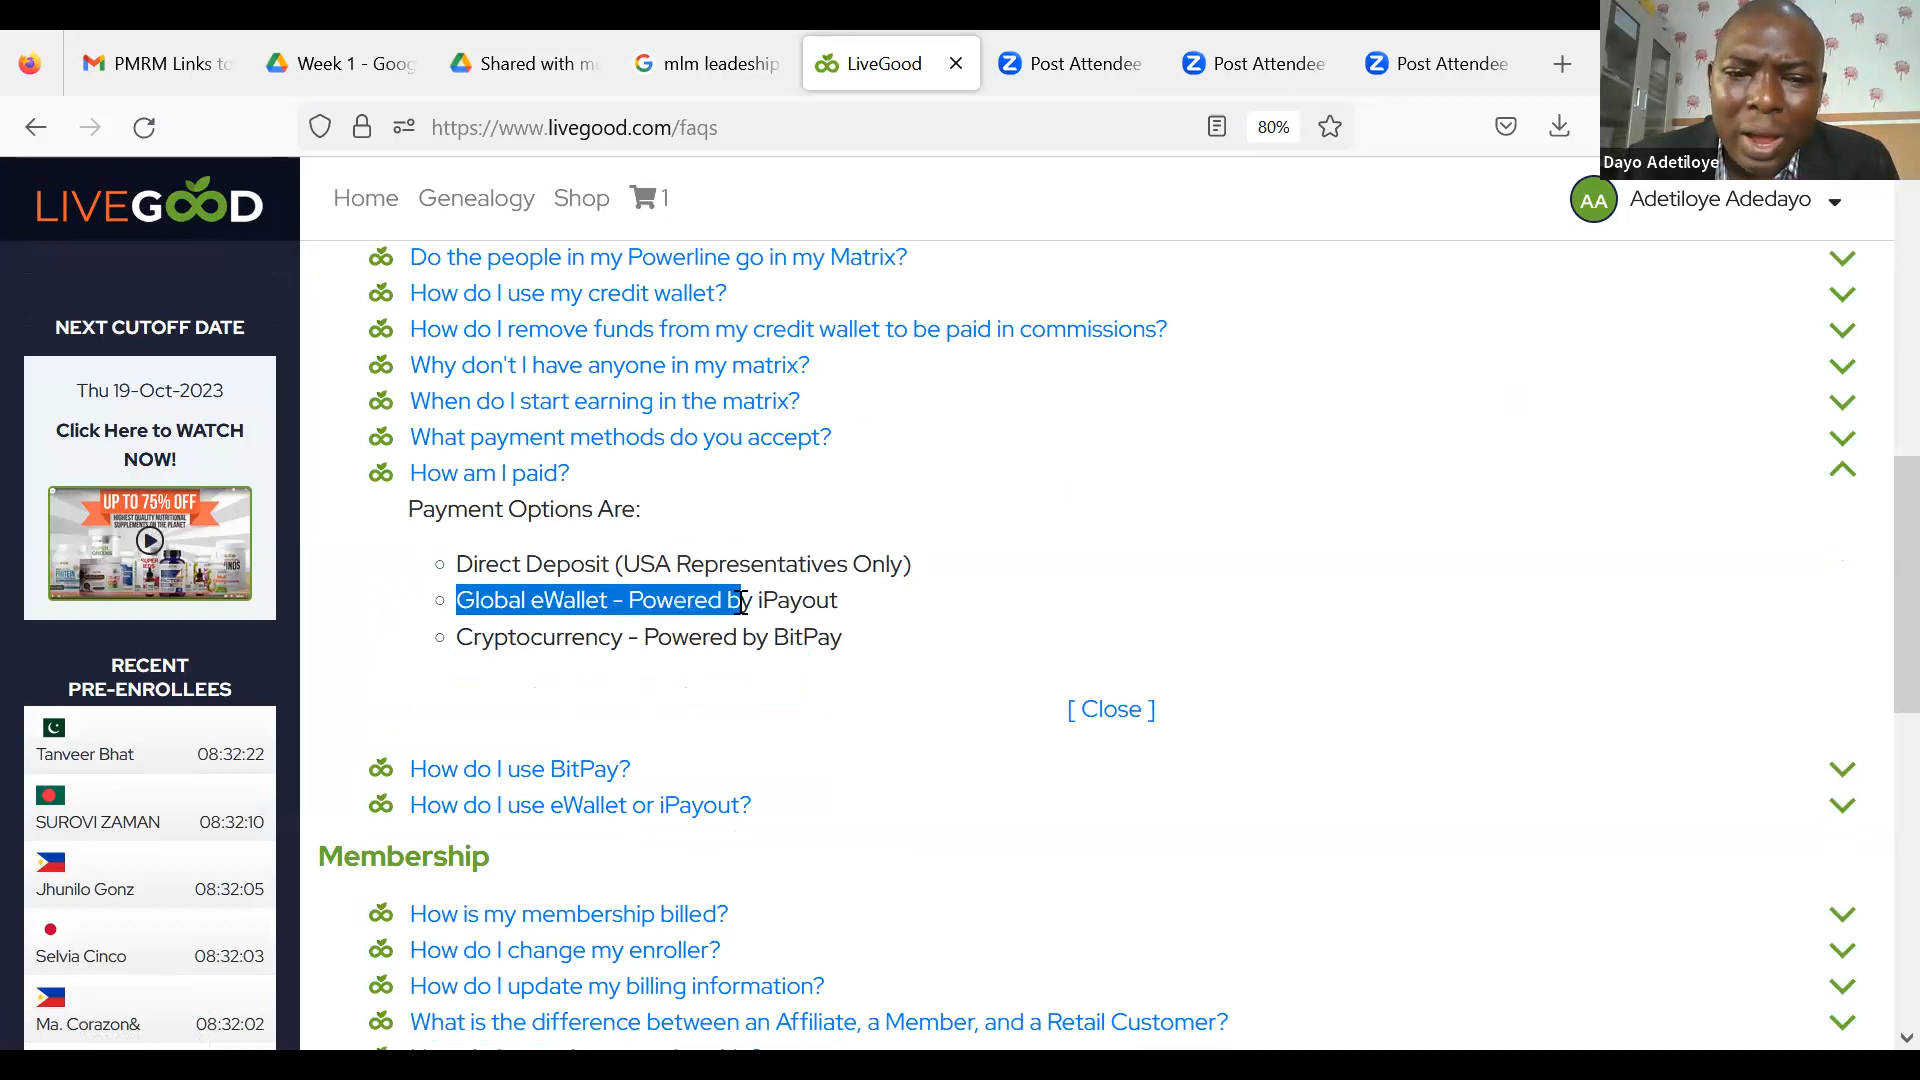 PMRM Links to
Week 1 - Goog
Shared with m
mlm leadeship
LiveGood
Post Attendee
Post Attendee
Post Attendee
https://www.livegood.com/faqs
80%
Dayo Adetiloye
LIVEGOOD
Home
Genealogy
Shop
1
AA
Adetiloye Adedayo
NEXT CUTOFF DATE
Thu 19-Oct-2023
Click Here to WATCH
NOW!
UP TO 75% OFF
HIGHEST QUALITY NUTRITIONAL
SUPPLEMENTS ON THE PLANET
RECENT
PRE-ENROLLEES
Tanveer Bhat 08:32:22
SUROVI ZAMAN 08:32:10
Jhunilo Gonz 08:32:05
Selvia Cinco 08:32:03
Ma. Corazon& 08:32:02
Do the people in my Powerline go in my Matrix?
How do I use my credit wallet?
How do I remove funds from my credit wallet to be paid in commissions?
Why don't I have anyone in my matrix?
When do I start earning in the matrix?
What payment methods do you accept?
How am I paid?
Payment Options Are:
Direct Deposit (USA Representatives Only)
Global eWallet - Powered by iPayout
Cryptocurrency - Powered by BitPay
[ Close ]
How do I use BitPay?
How do I use eWallet or iPayout?
Membership
How is my membership billed?
How do I change my enroller?
How do I update my billing information?
What is the difference between an Affiliate, a Member, and a Retail Customer?